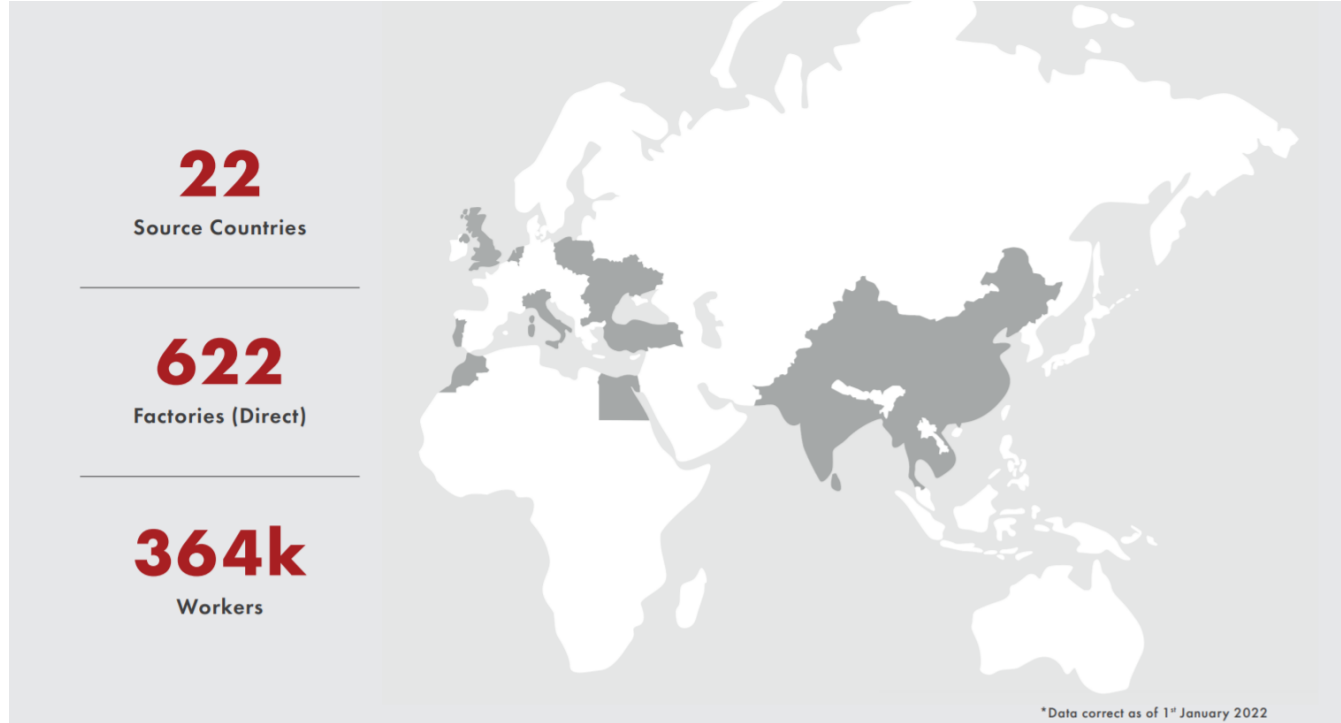 22
Source Countries
622
Factories (Direct)
364k
Workers
*Data correct as of 1st January 2022